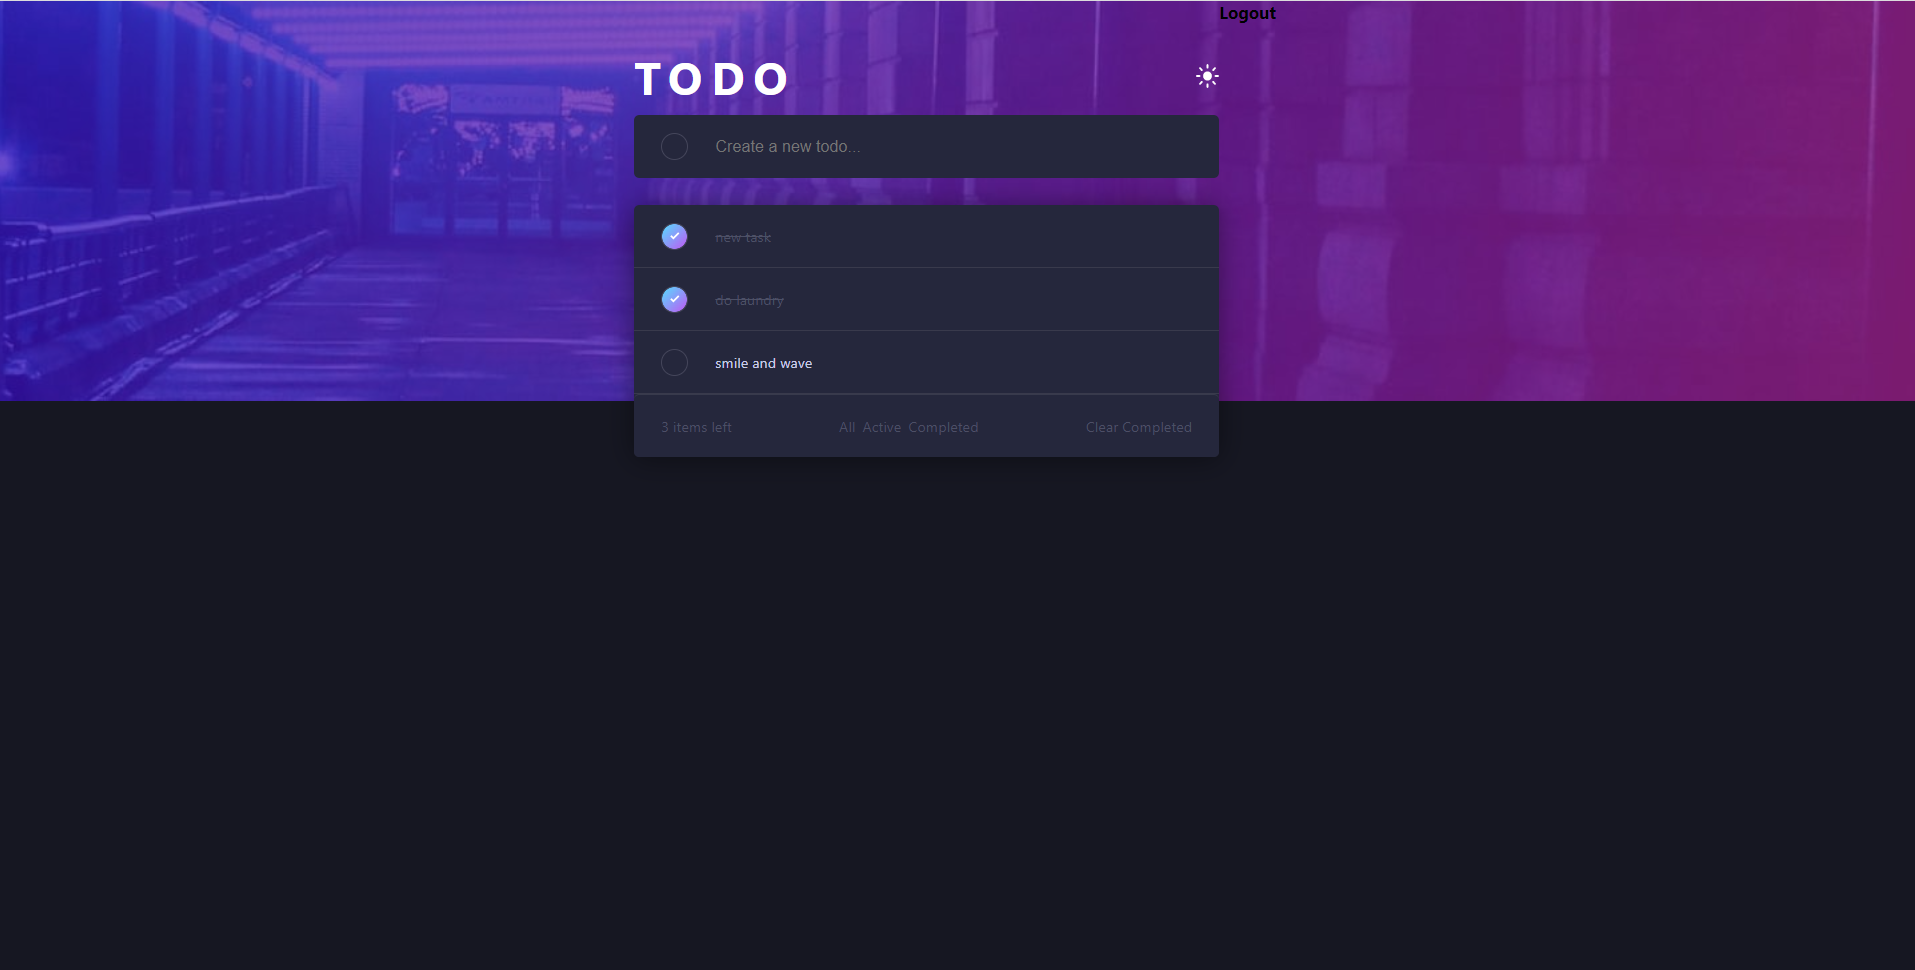 Logout
TODO
Create a new todo...
new task
do laundry
smile and wave
3 items left
All Active Completed
Clear Completed